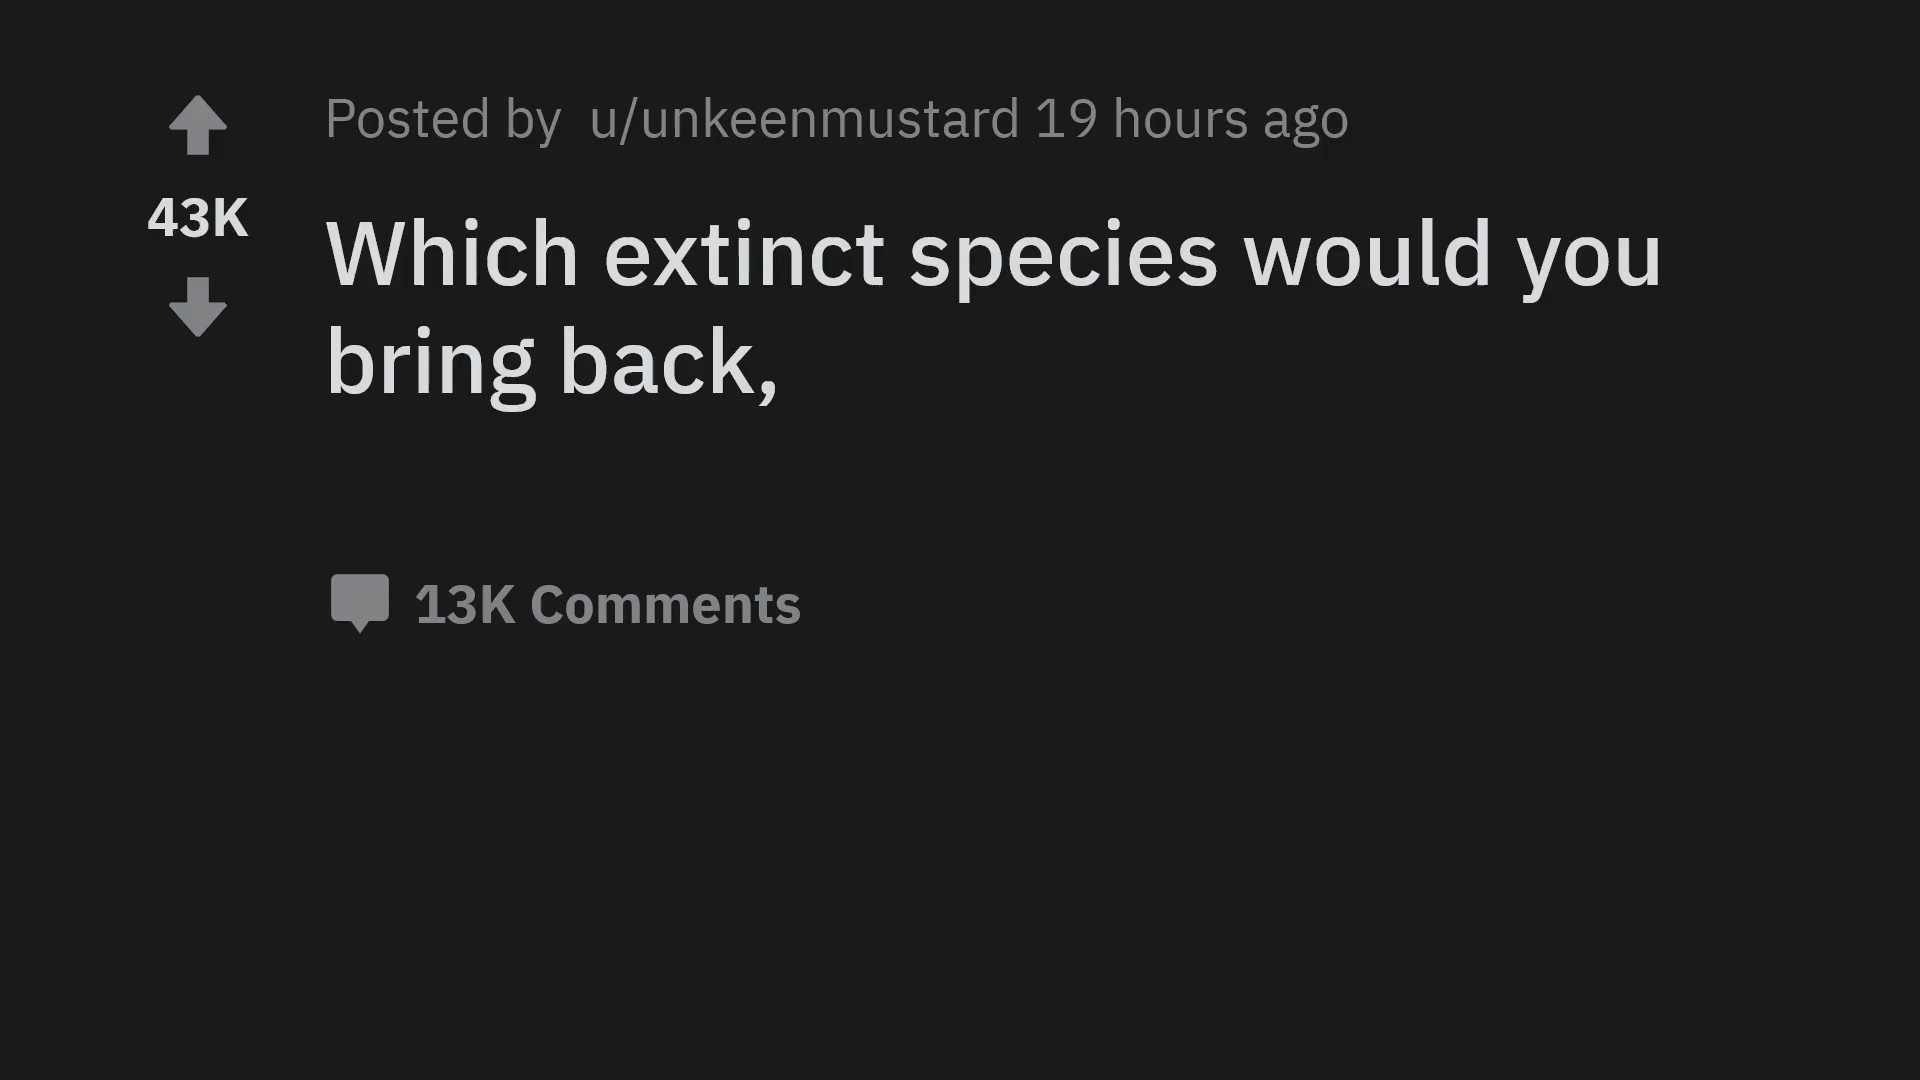 Posted by u/unkeenmustard 19 hours ago
43K
Which extinct species would you
bring back,
13K Comments